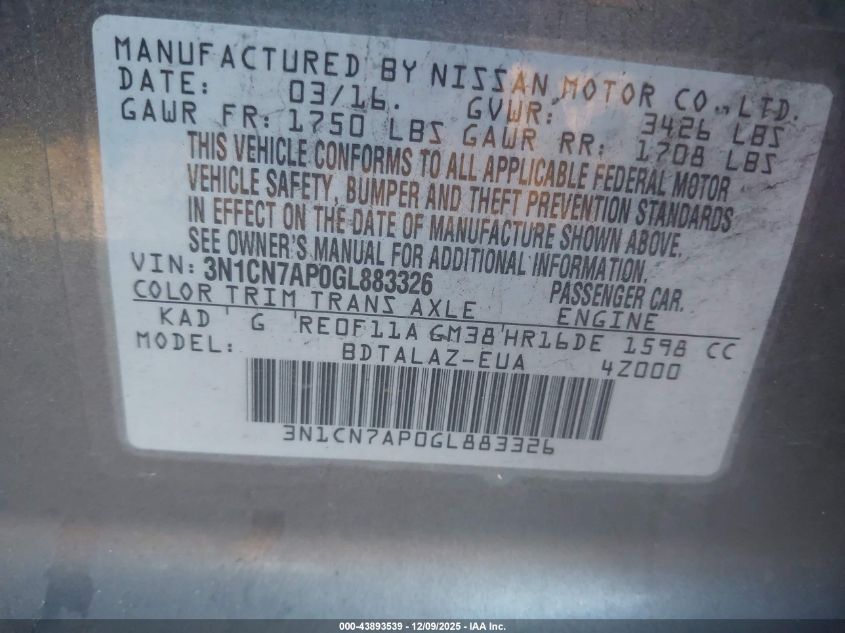 MANUFACTURED BY NISSAN MOTOR CO., LTD.
DATE: 03/16. GVWR: 3426 LBS
GAWR FR: 1750 LBS GAWR RR: 1708 LBS
THIS VEHICLE CONFORMS TO ALL APPLICABLE FEDERAL MOTOR
VEHICLE SAFETY, BUMPER AND THEFT PREVENTION STANDARDS
IN EFFECT ON THE DATE OF MANUFACTURE SHOWN ABOVE.
SEE OWNER'S MANUAL FOR ADDITIONAL INFORMATION.
VIN: 3N1CN7AP0GL883326 PASSENGER CAR.
COLOR TRIM TRANS AXLE ENGINE
KAD G RE0F11A GM38 HR16DE 1598 CC
MODEL: BDTALAZ-EUA 4Z000
3N1CN7AP0GL883326
000-43893539 - 12/09/2025 - IAA Inc.